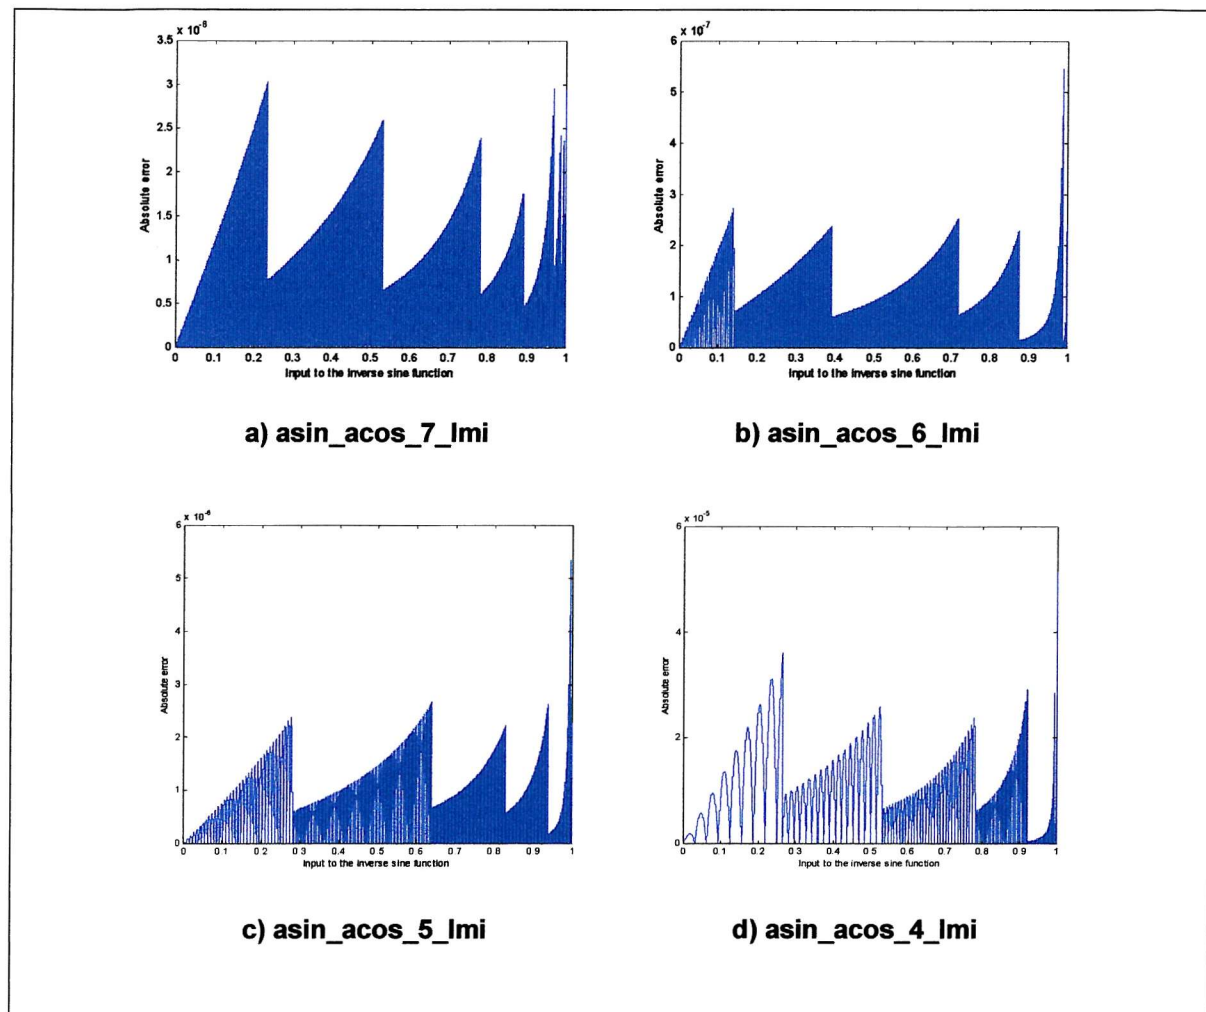 x 10-8
3.5
3
2.5
2
1.5
1
0.5
0
Absolute error
0 0.1 0.2 0.3 0.4 0.5 0.6 0.7 0.8 0.9 1
Input to the inverse sine function
a) asin_acos_7_lmi
x 10-7
6
5
4
3
2
1
0
Absolute error
0 0.1 0.2 0.3 0.4 0.5 0.6 0.7 0.8 0.9 1
Input to the inverse sine function
b) asin_acos_6_lmi
x 10-6
6
5
4
3
2
1
0
Absolute error
0 0.1 0.2 0.3 0.4 0.5 0.6 0.7 0.8 0.9 1
Input to the inverse sine function
c) asin_acos_5_lmi
x 10-5
6
4
2
0
Absolute error
0 0.1 0.2 0.3 0.4 0.5 0.6 0.7 0.8 0.9 1
Input to the inverse sine function
d) asin_acos_4_lmi